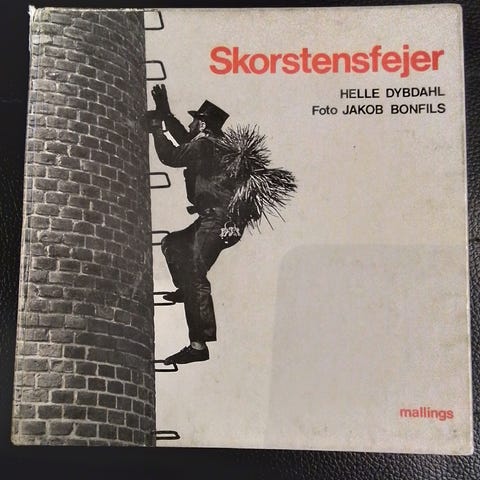 Skorstensfejer
HELLE DYBDAHL
Foto JAKOB BONFILS
mallings